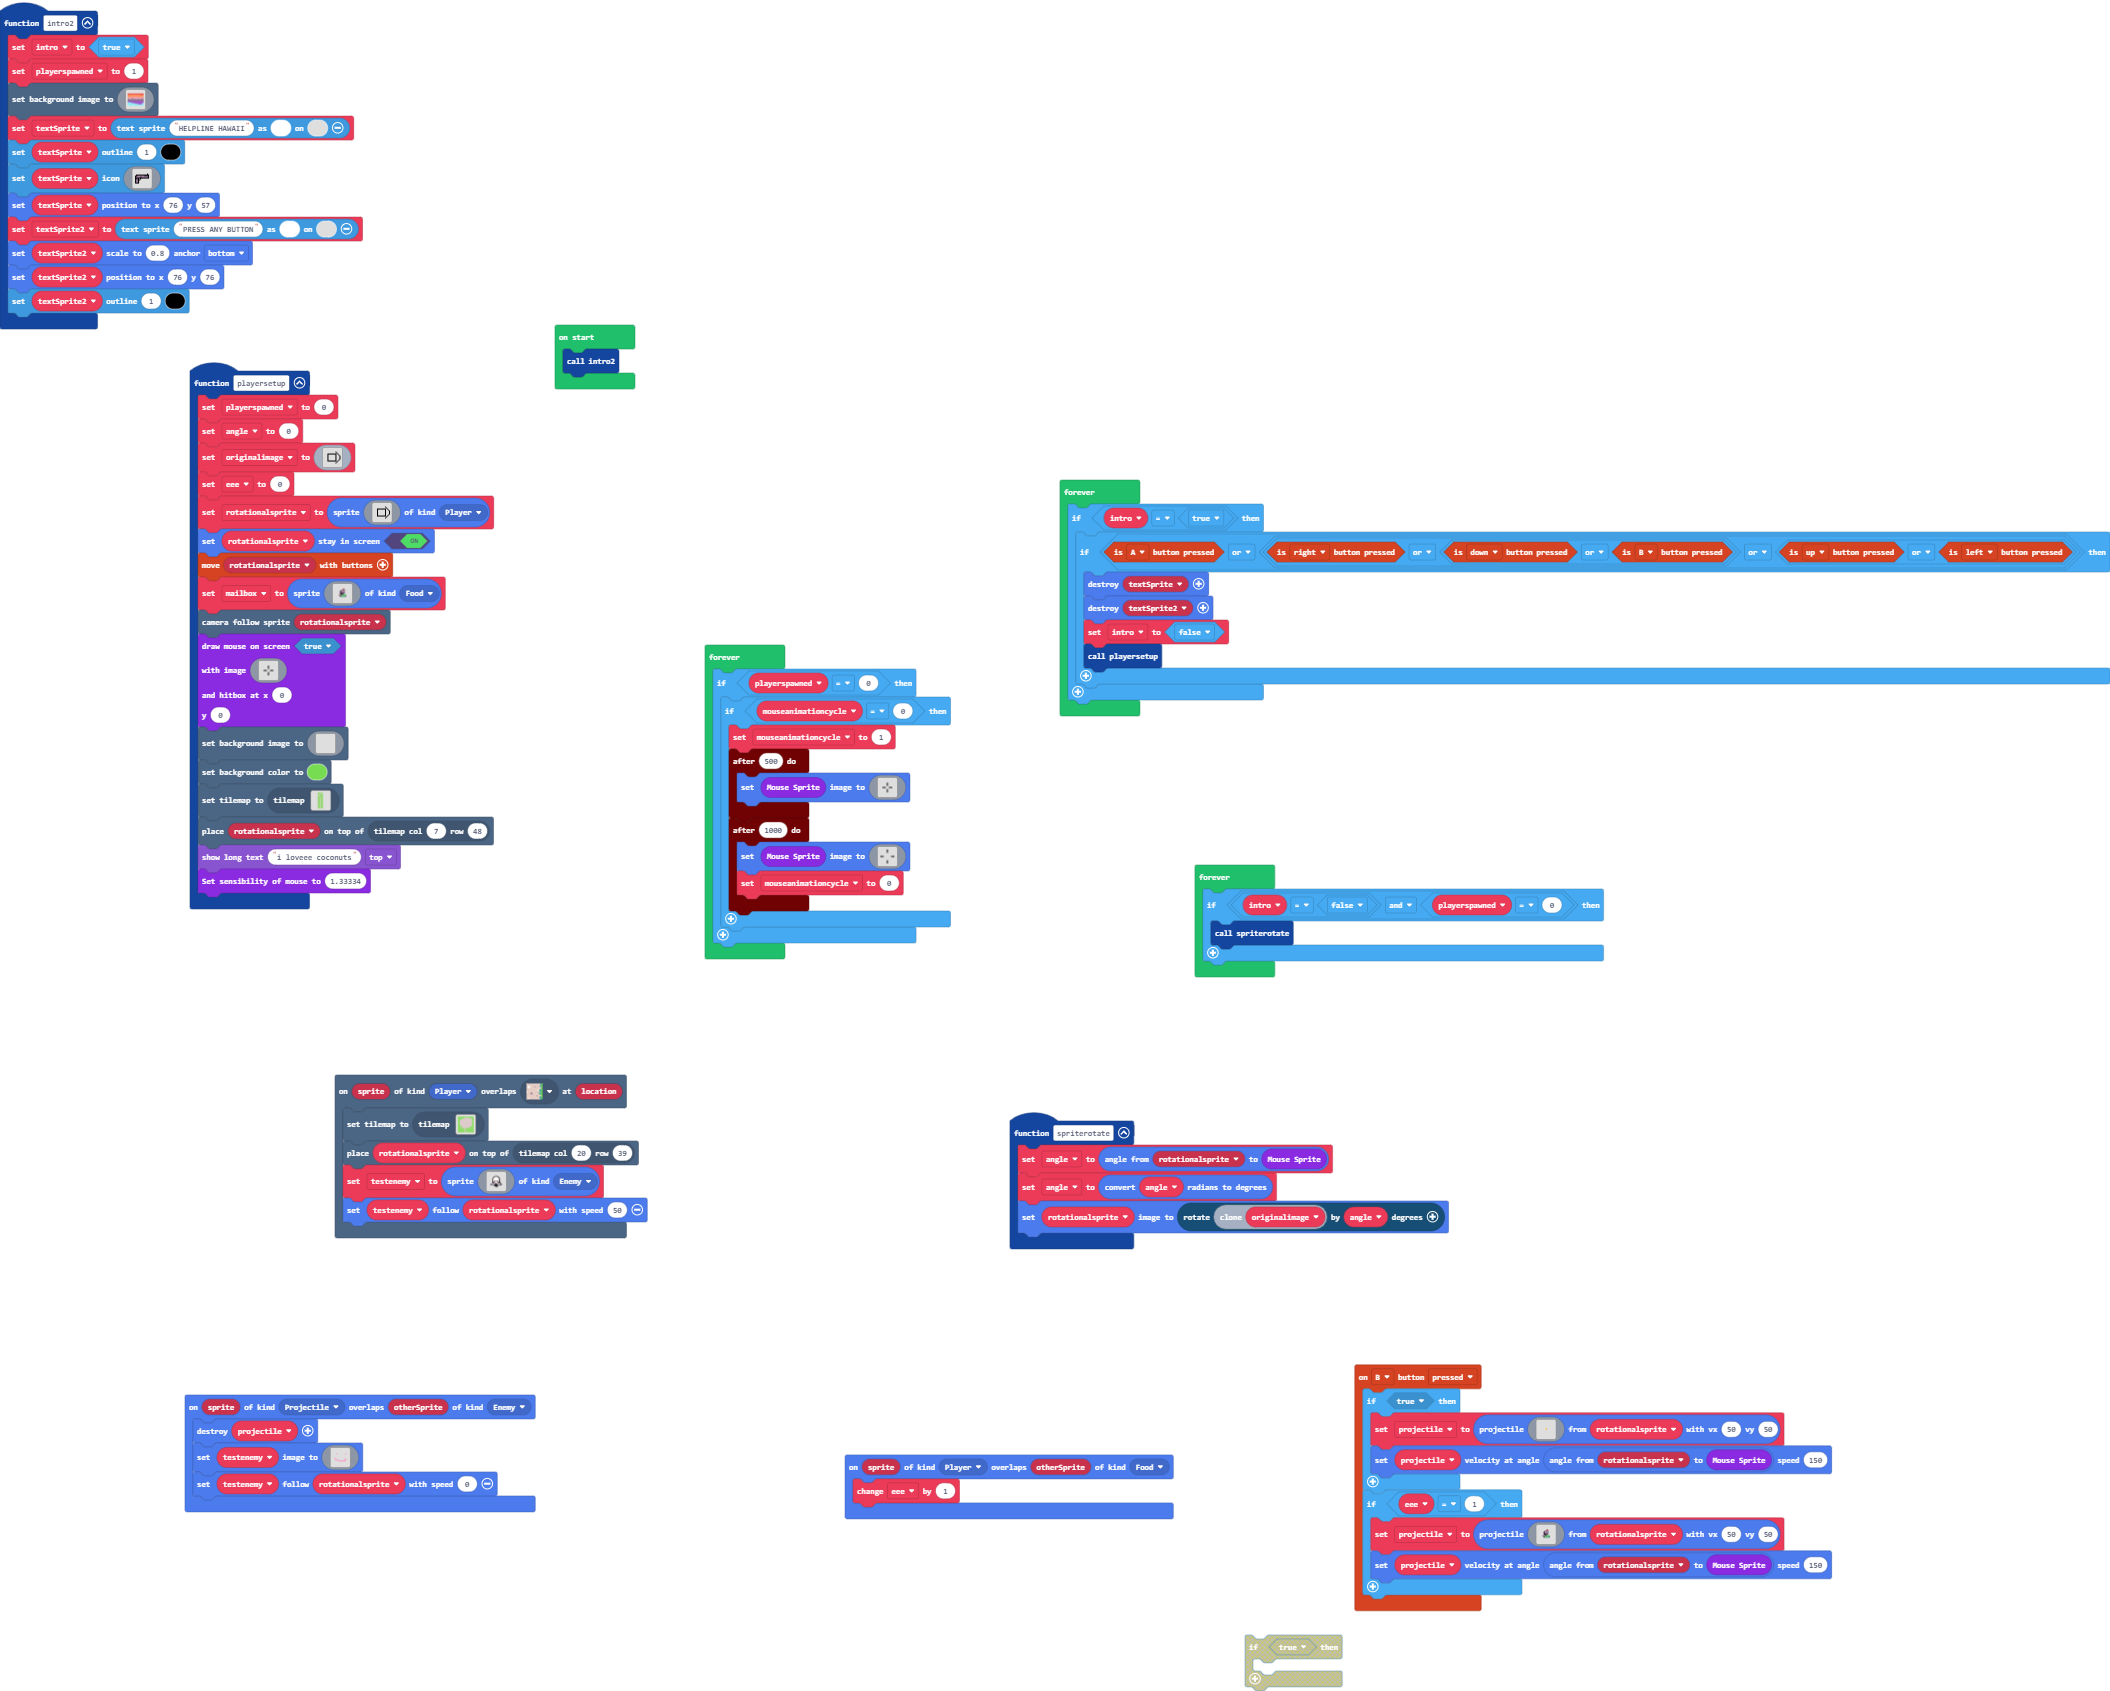 function intro2
set intro to true
set playerspawned to 1
set background image to
set textSprite to text sprite "HELPLINE HAWAII" as on
set textSprite outline 1
set textSprite icon
set textSprite position to x 76 y 57
set textSprite2 to text sprite "PRESS ANY BUTTON" as on
set textSprite2 scale to 0.8 anchor bottom
set textSprite2 position to x 76 y 76
set textSprite2 outline 1
on start
call intro2
function playersetup
set playerspawned to 0
set angle to 0
set originalimage to
set eee to 0
set rotationalsprite to sprite of kind Player
set rotationalsprite stay in screen ON
move rotationalsprite with buttons
set mailbox to sprite of kind Food
camera follow sprite rotationalsprite
draw mouse on screen true
with image
and hitbox at x 0
y 0
set background image to
set background color to
set tilemap to tilemap
place rotationalsprite on top of tilemap col 7 row 48
show long text "i loveee coconuts" top
Set sensibility of mouse to 1.33334
forever
if intro = true then
if is A button pressed or is right button pressed or is down button pressed or is B button pressed or is up button pressed or is left button pressed then
destroy textSprite
destroy textSprite2
set intro to false
call playersetup
forever
if playerspawned = 0 then
if mouseanimationcycle = 0 then
set mouseanimationcycle to 1
after 500 do
set Mouse Sprite image to
after 1000 do
set Mouse Sprite image to
set mouseanimationcycle to 0
forever
if intro = false and playerspawned = 0 then
call spriterotate
on sprite of kind Player overlaps at location
set tilemap to tilemap
place rotationalsprite on top of tilemap col 20 row 39
set testenemy to sprite of kind Enemy
set testenemy follow rotationalsprite with speed 50
function spriterotate
set angle to angle from rotationalsprite to Mouse Sprite
set angle to convert angle radians to degrees
set rotationalsprite image to rotate clone originalimage by angle degrees
on sprite of kind Projectile overlaps otherSprite of kind Enemy
destroy projectile
set testenemy image to
set testenemy follow rotationalsprite with speed 0
on sprite of kind Player overlaps otherSprite of kind Food
change eee by 1
on B button pressed
if true then
set projectile to projectile from rotationalsprite with vx 50 vy 50
set projectile velocity at angle angle from rotationalsprite to Mouse Sprite speed 150
if eee = 1 then
set projectile to projectile from rotationalsprite with vx 50 vy 50
set projectile velocity at angle angle from rotationalsprite to Mouse Sprite speed 150
if true then